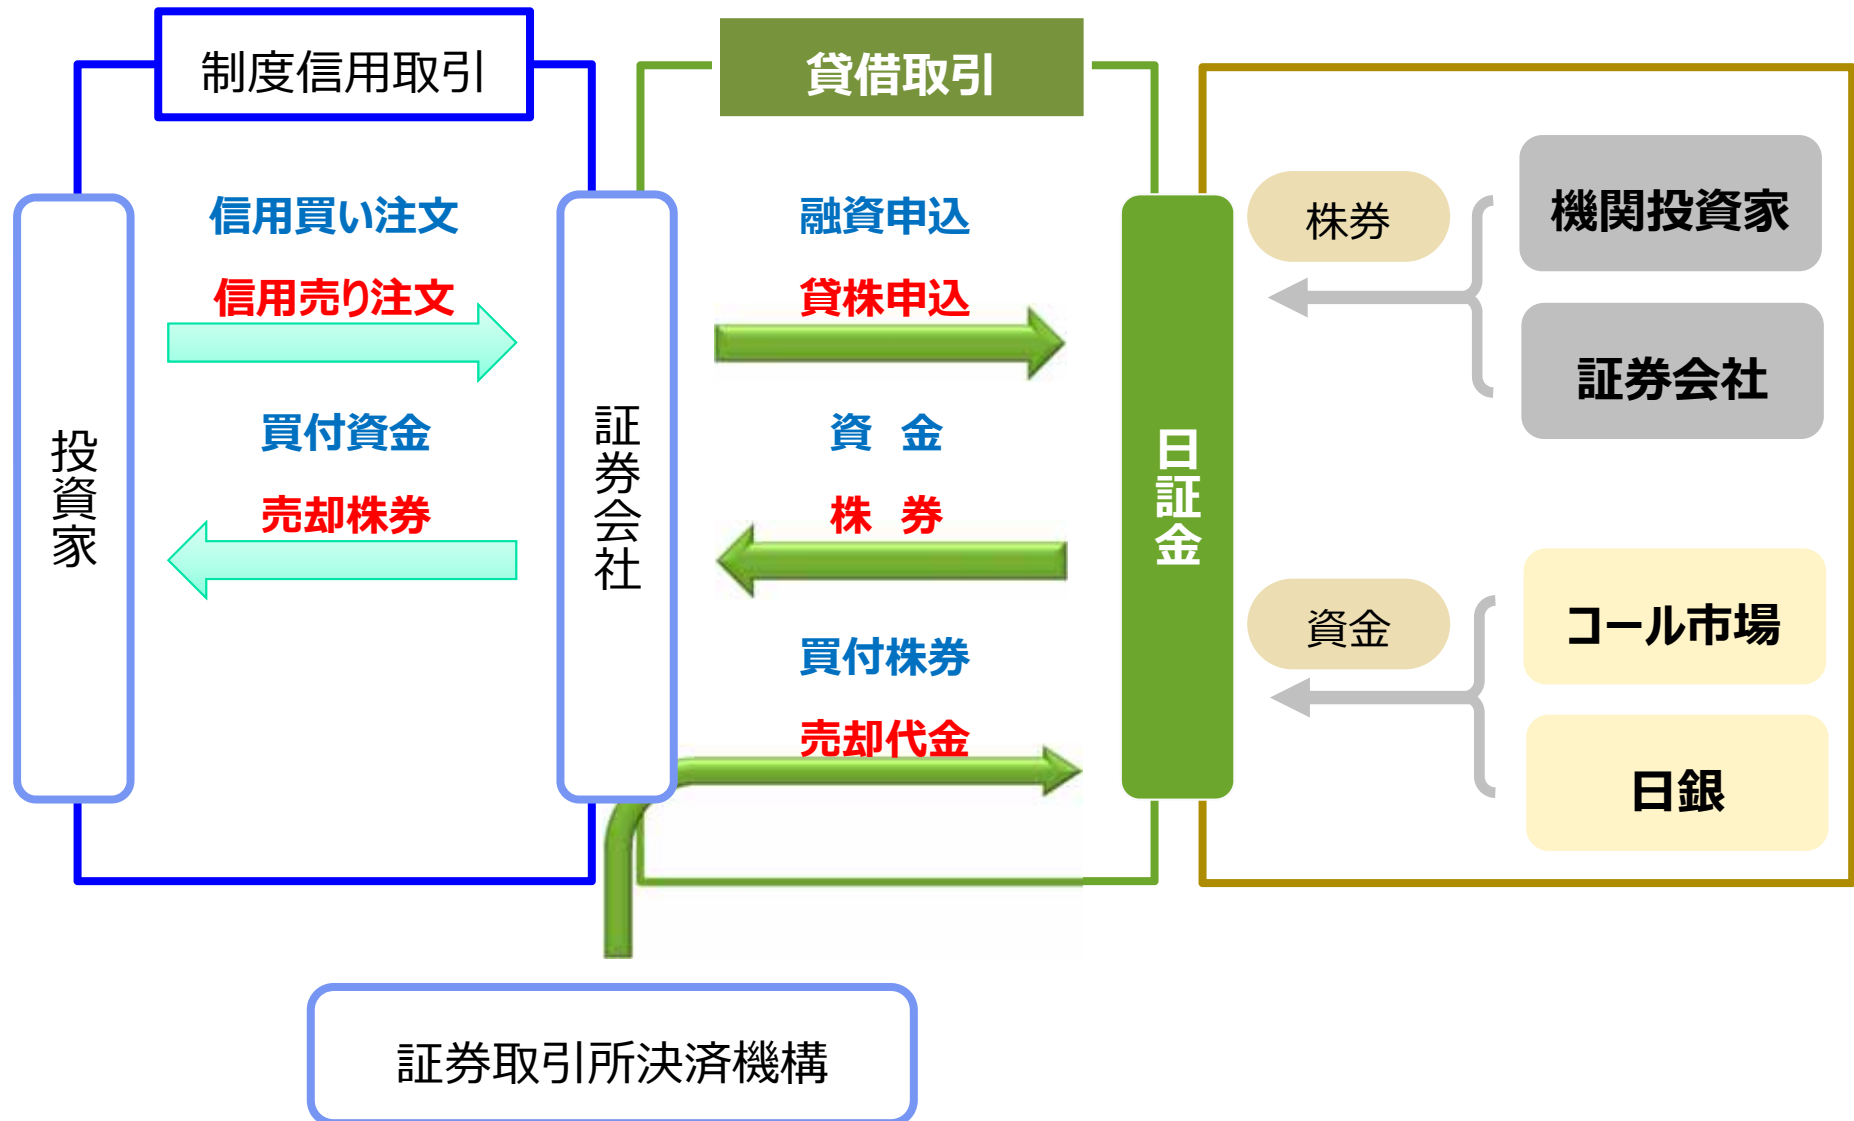 制度信用取引
貸借取引
信用買い注文
信用売り注文
買付資金
売却株券
投資家
証券会社
融資申込
貸株申込
資 金
株 券
買付株券
売却代金
日証金
株券
機関投資家
証券会社
資金
コール市場
日銀
証券取引所決済機構